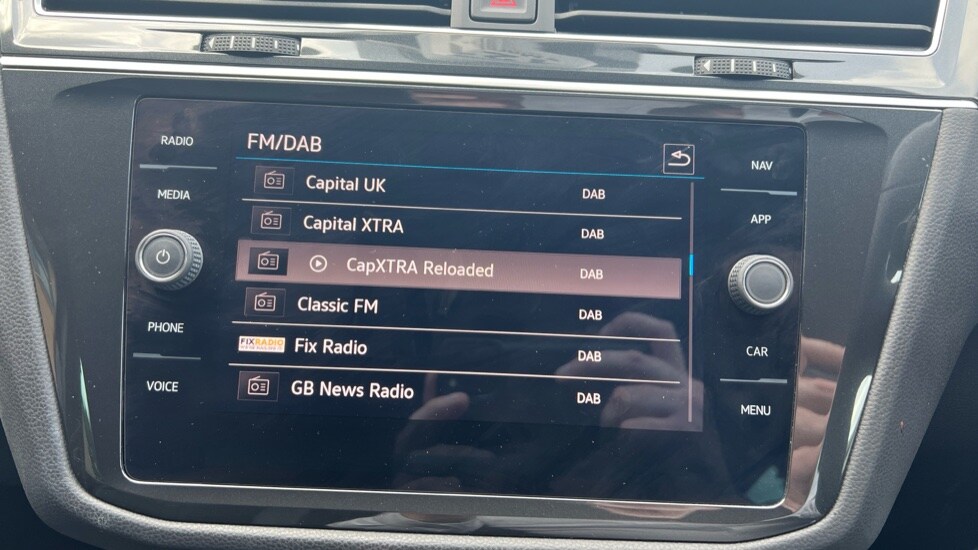 RADIO
MEDIA
PHONE
VOICE
FM/DAB
Capital UK DAB
Capital XTRA DAB
CapXTRA Reloaded DAB
Classic FM DAB
FIXRADIO
Fix Radio DAB
GB News Radio DAB
NAV
APP
CAR
MENU